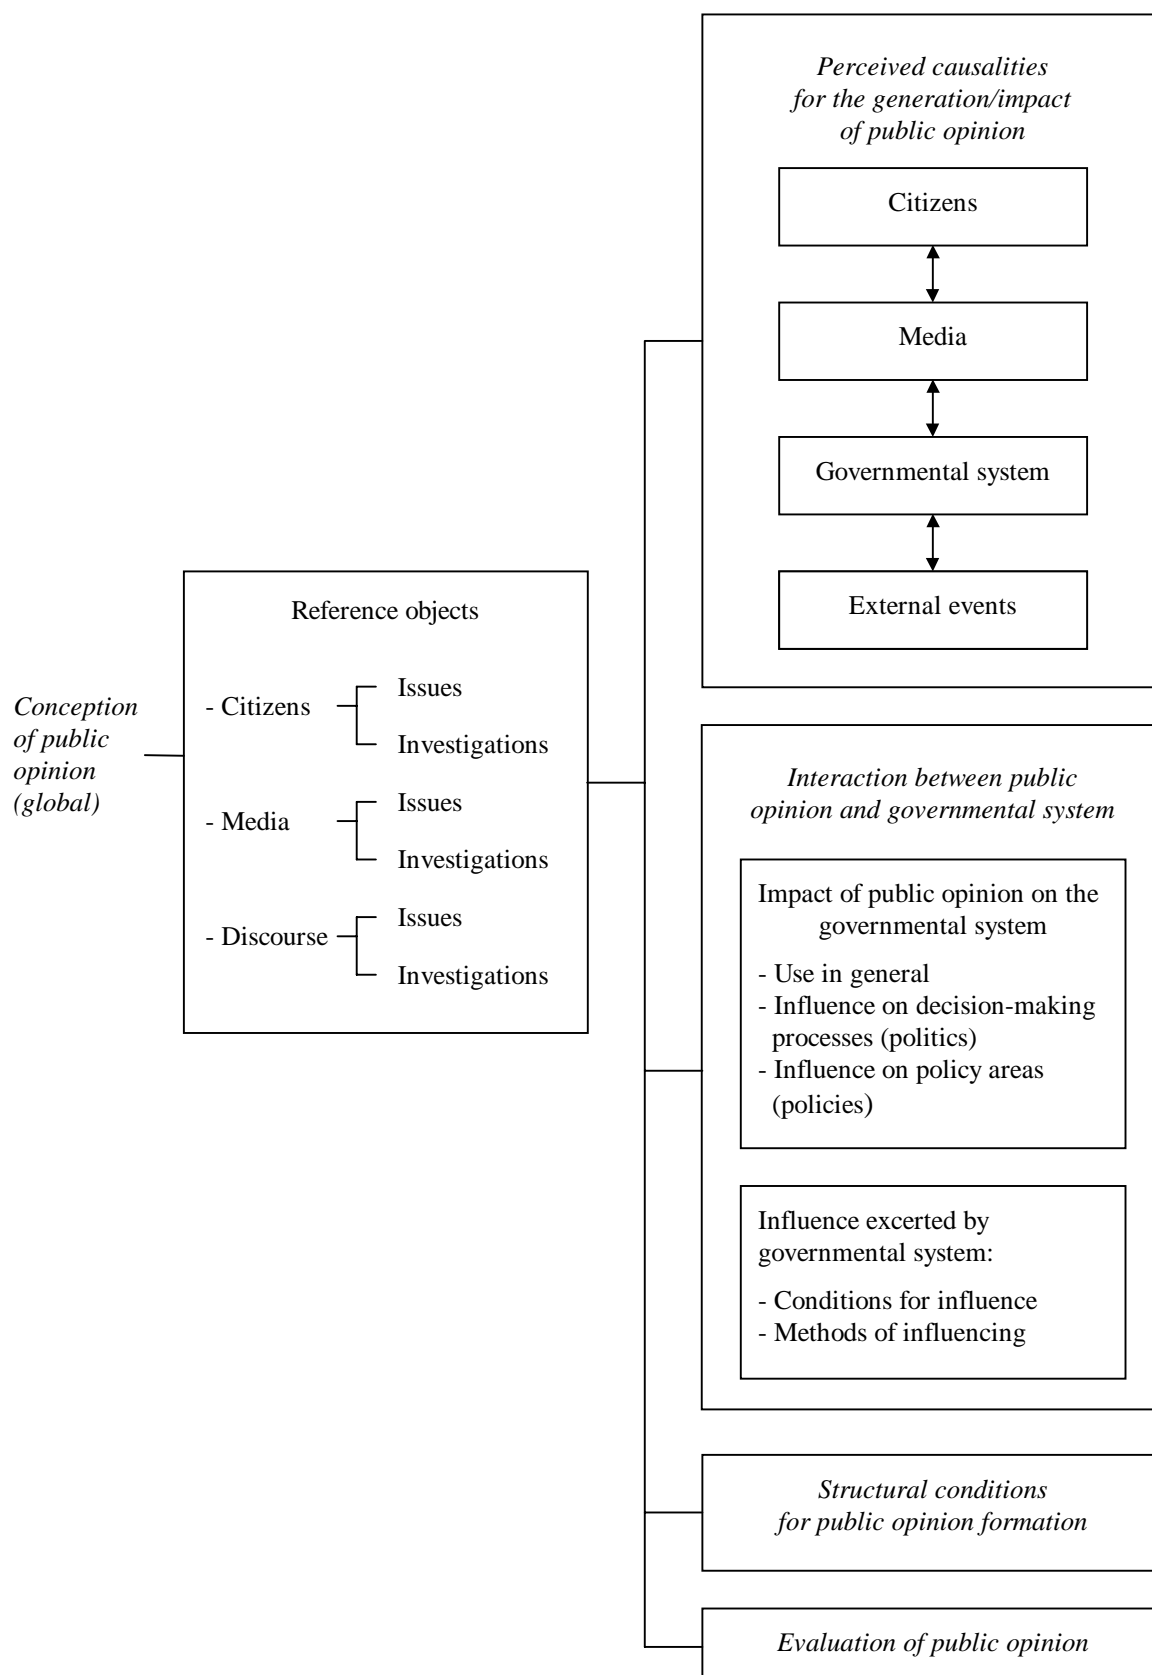 Conception
of public
opinion
(global)
Reference objects
- Citizens
Issues
Investigations
- Media
Issues
Investigations
- Discourse
Issues
Investigations
Perceived causalities
for the generation/impact
of public opinion
Citizens
Media
Governmental system
External events
Interaction between public
opinion and governmental system
Impact of public opinion on the
governmental system
- Use in general
- Influence on decision-making
processes (politics)
- Influence on policy areas
(policies)
Influence excerted by
governmental system:
- Conditions for influence
- Methods of influencing
Structural conditions
for public opinion formation
Evaluation of public opinion